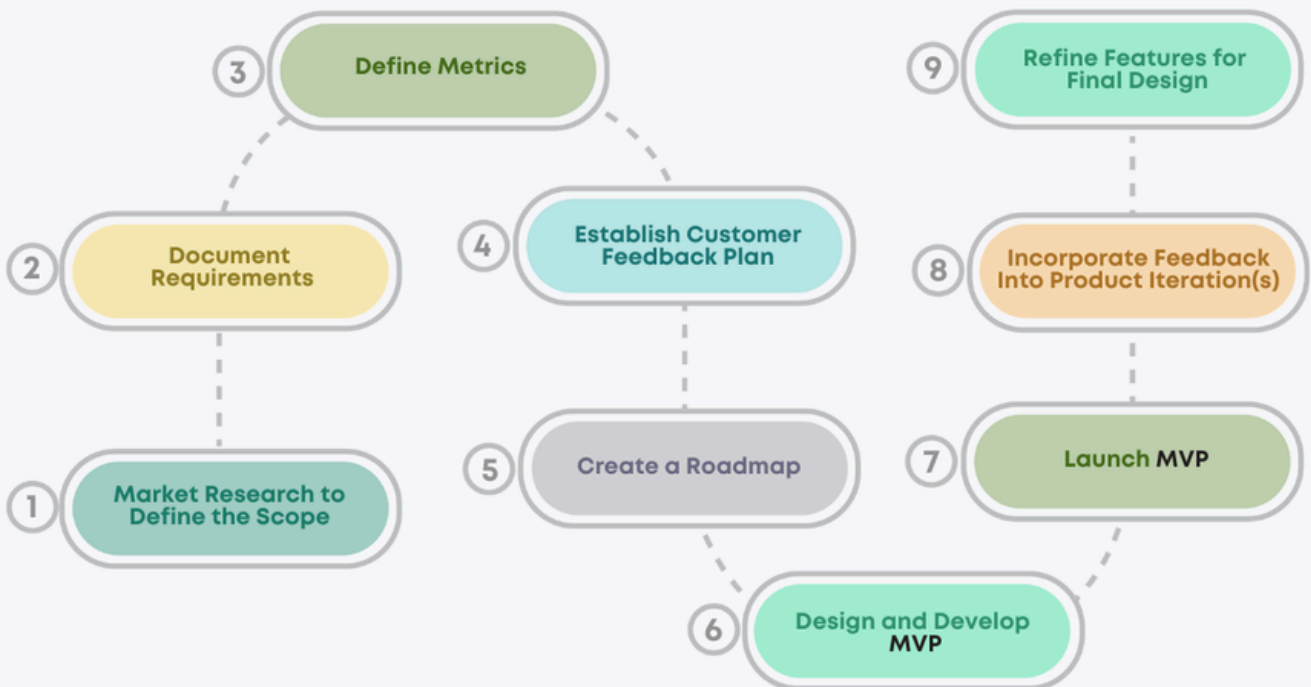 1
Market Research to
Define the Scope
2
Document
Requirements
3
Define Metrics
4
Establish Customer
Feedback Plan
5
Create a Roadmap
6
Design and Develop
MVP
7
Launch MVP
8
Incorporate Feedback
Into Product Iteration(s)
9
Refine Features for
Final Design